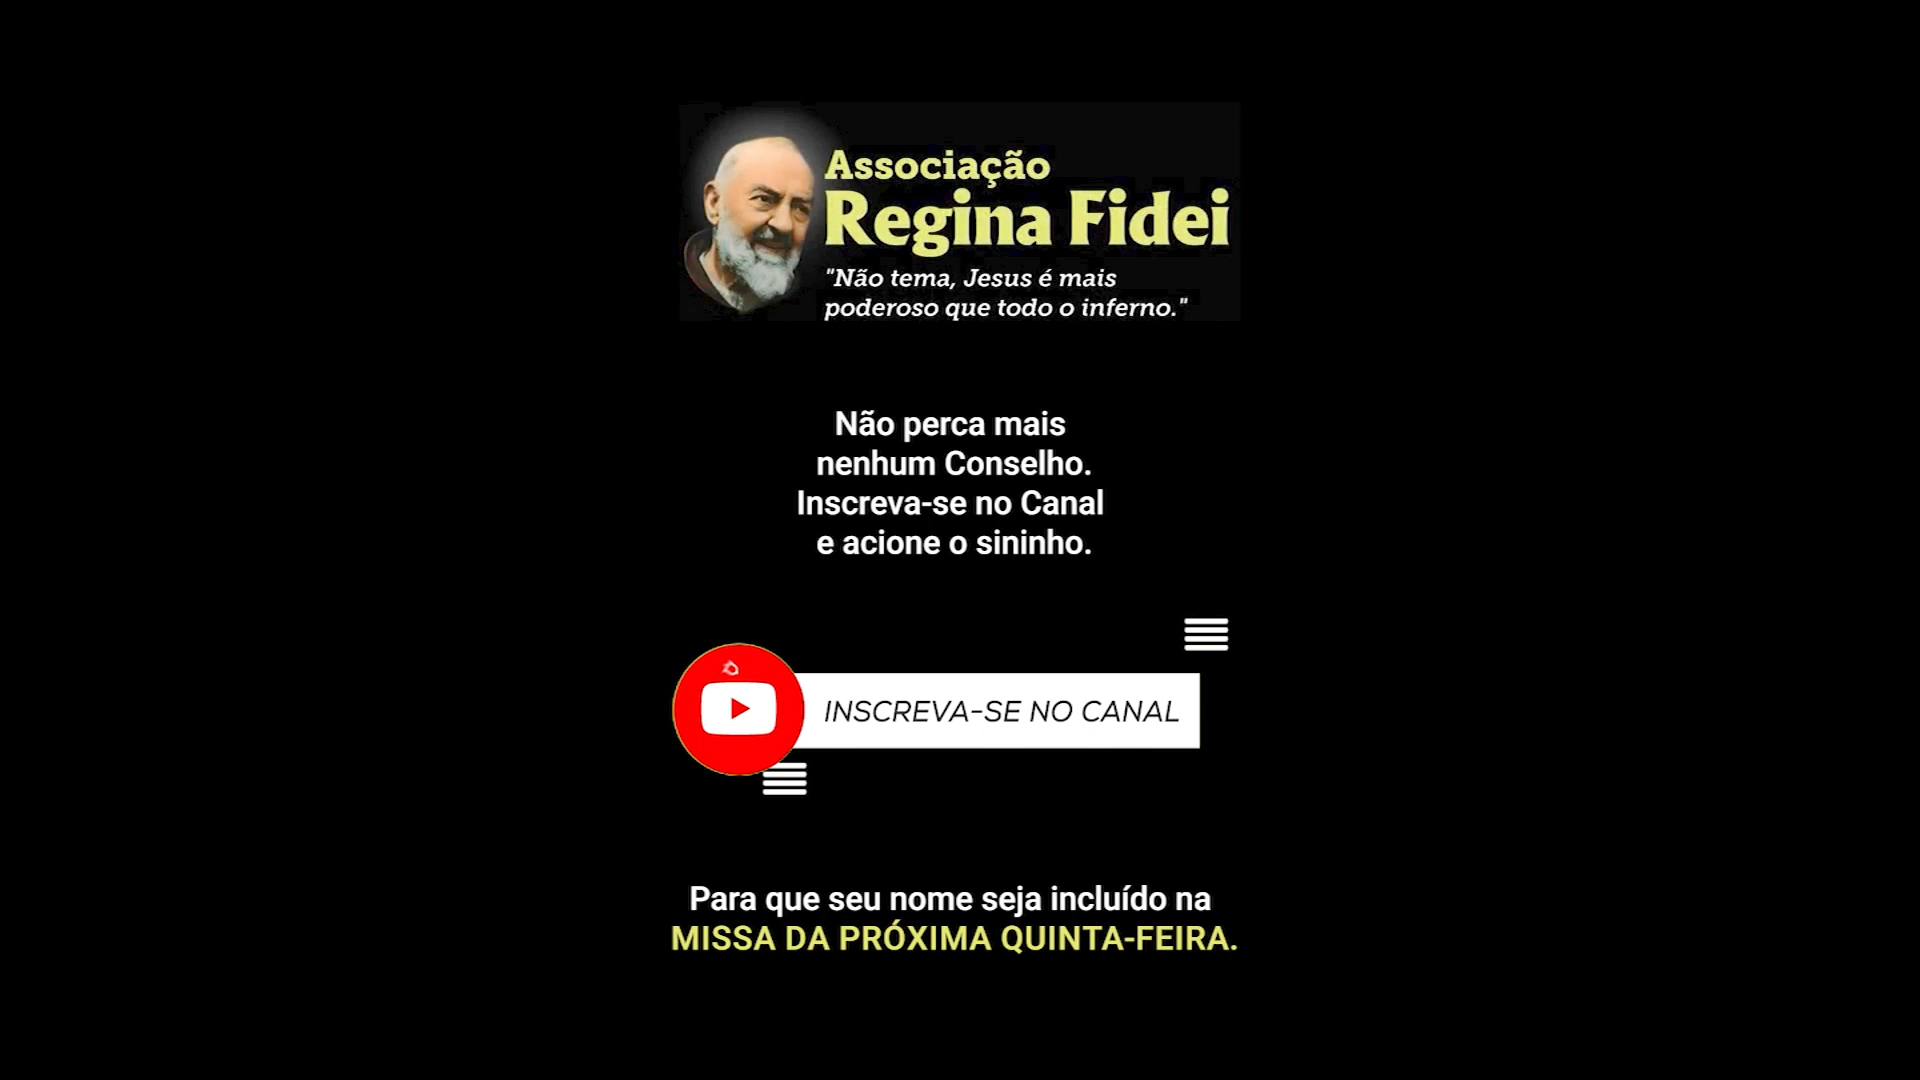 Associação
Regina Fidei
"Não tema, Jesus é mais
poderoso que todo o inferno."
Não perca mais
nenhum Conselho.
Inscreva-se no Canal
e acione o sininho.
INSCREVA-SE NO CANAL
Para que seu nome seja incluído na
MISSA DA PRÓXIMA QUINTA-FEIRA.